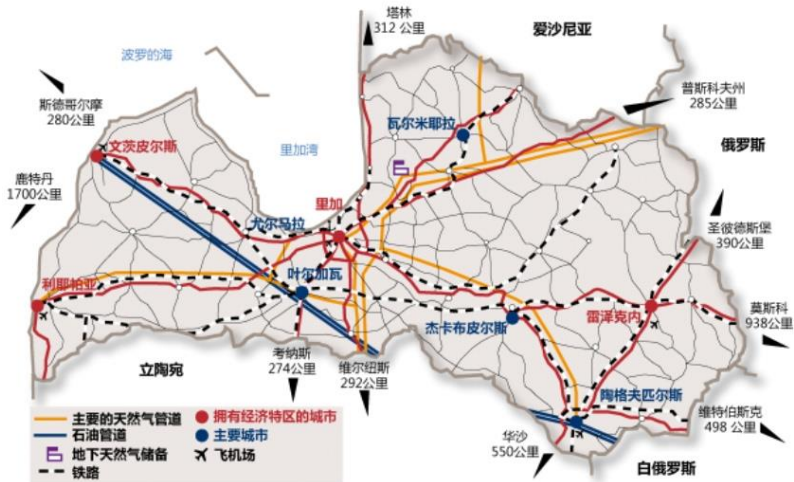 塔林
312 公里
爱沙尼亚
波罗的海
斯德哥尔摩
280公里
普斯科夫州
285公里
瓦尔米耶拉
文茨皮尔斯
里加湾
俄罗斯
鹿特丹
1700公里
里加
尤尔马拉
圣彼德斯堡
390公里
利耶帕亚
叶尔加瓦
雷泽克内
莫斯科
938公里
杰卡布皮尔斯
考纳斯
274公里
维尔纽斯
292公里
立陶宛
陶格夫匹尔斯
维特伯斯克
498 公里
华沙
550公里
白俄罗斯
主要的天然气管道
拥有经济特区的城市
石油管道
主要城市
地下天然气储备
飞机场
铁路